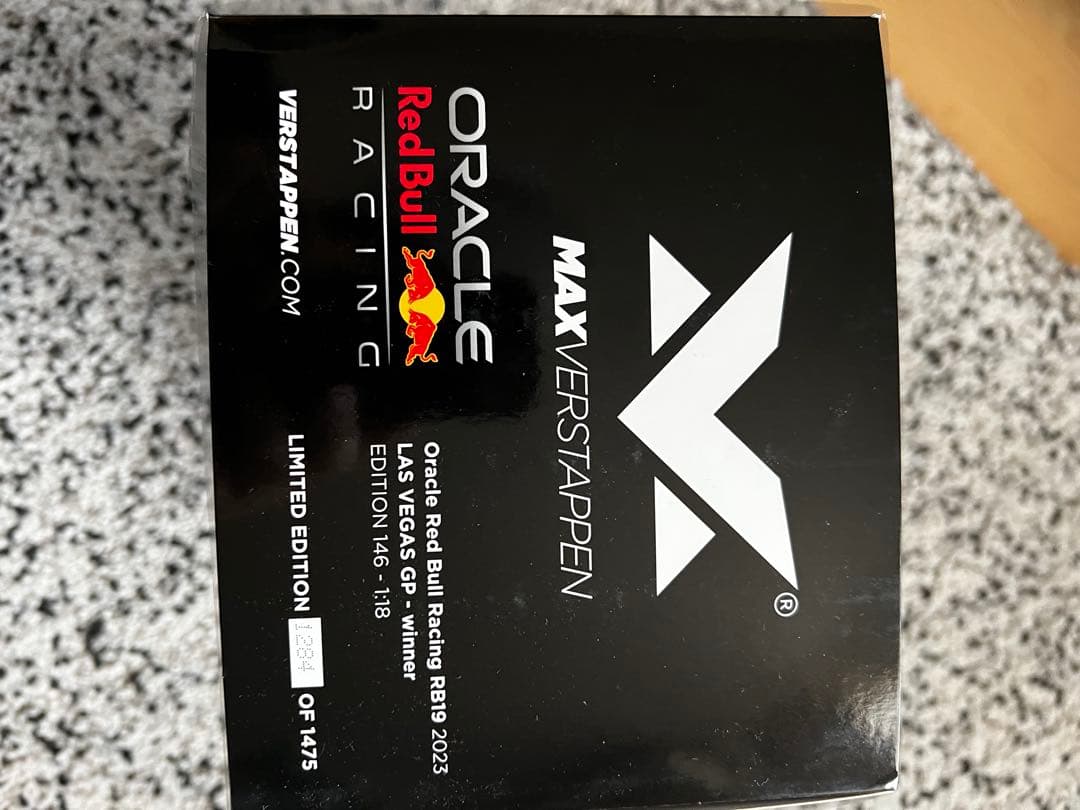 ®
MAXVERSTAPPEN
ORACLE
Red Bull
RACING
VERSTAPPEN.COM
Oracle Red Bull Racing RB19 2023
LAS VEGAS GP - winner
EDITION 146 - 1:18
LIMITED EDITION 1284 OF 1475